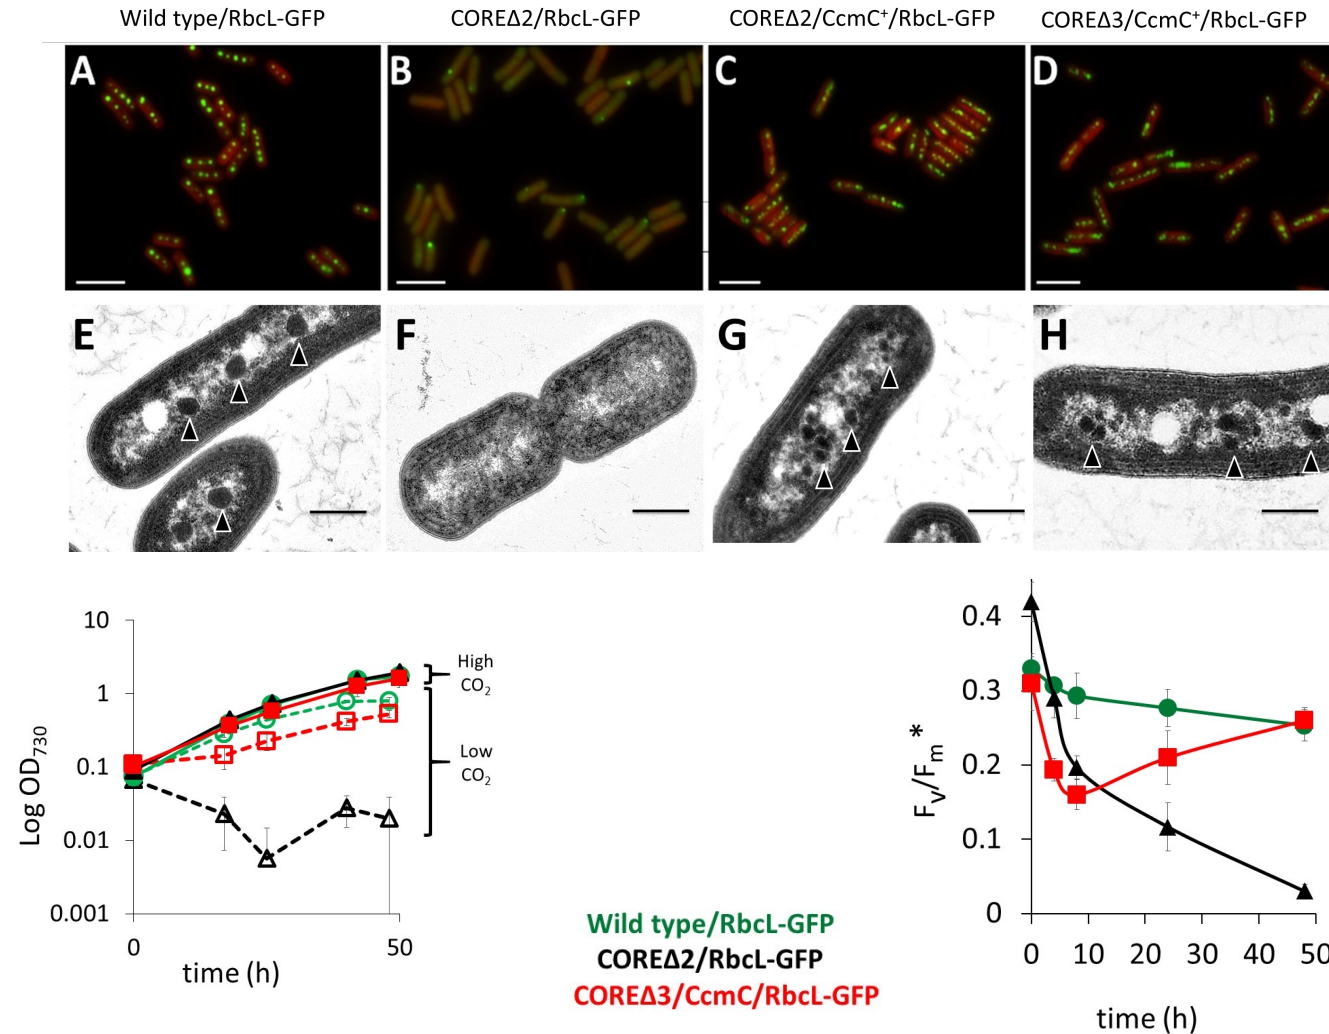 Wild type/RbcL-GFP
COREΔ2/RbcL-GFP
COREΔ2/CcmC⁺/RbcL-GFP
COREΔ3/CcmC⁺/RbcL-GFP
A
B
C
D
E
F
G
H
10
1
0.1
0.01
0.001
Log OD₇₃₀
0
50
time (h)
High
CO₂
Low
CO₂
Wild type/RbcL-GFP
COREΔ2/RbcL-GFP
COREΔ3/CcmC/RbcL-GFP
0.4
0.3
0.2
0.1
0
Fᵥ/Fₘ*
0 10 20 30 40 50
time (h)